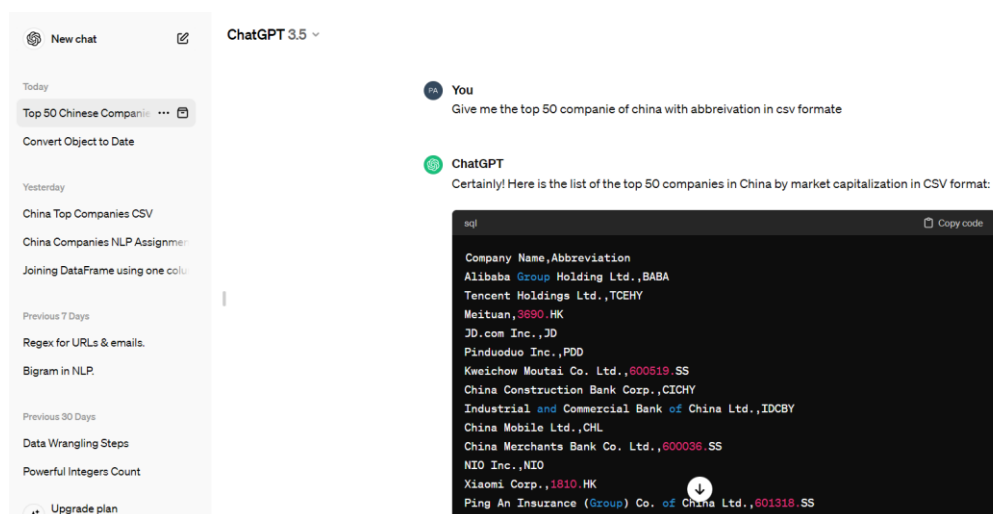 New chat
Today
Top 50 Chinese Companie
Convert Object to Date
Yesterday
China Top Companies CSV
China Companies NLP Assignmen
Joining DataFrame using one colu
Previous 7 Days
Regex for URLs & emails.
Bigram in NLP.
Previous 30 Days
Data Wrangling Steps
Powerful Integers Count
Upgrade plan
ChatGPT 3.5
PA
You
Give me the top 50 companie of china with abbreivation in csv formate
ChatGPT
Certainly! Here is the list of the top 50 companies in China by market capitalization in CSV format:
sql
Copy code
Company Name,Abbreviation
Alibaba Group Holding Ltd.,BABA
Tencent Holdings Ltd.,TCEHY
Meituan,3690.HK
JD.com Inc.,JD
Pinduoduo Inc.,PDD
Kweichow Moutai Co. Ltd.,600519.SS
China Construction Bank Corp.,CICHY
Industrial and Commercial Bank of China Ltd.,IDCBY
China Mobile Ltd.,CHL
China Merchants Bank Co. Ltd.,600036.SS
NIO Inc.,NIO
Xiaomi Corp.,1810.HK
Ping An Insurance (Group) Co. of China Ltd.,601318.SS